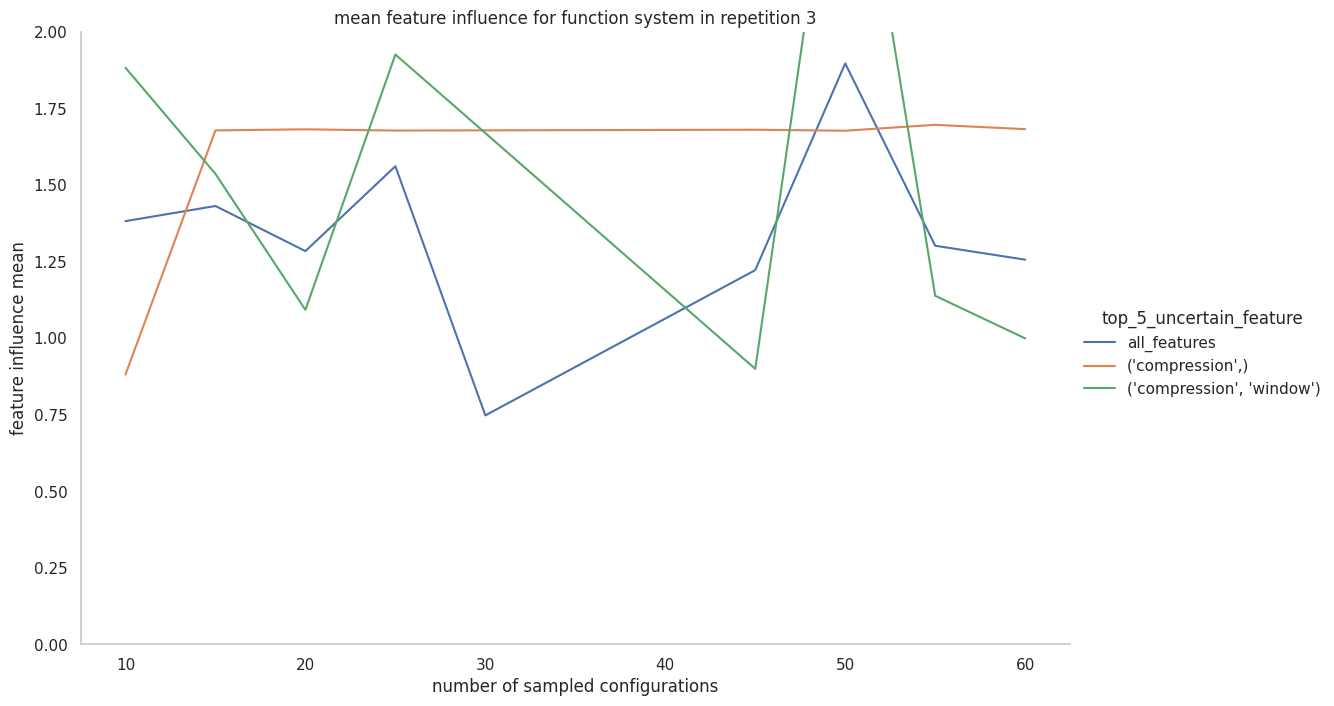 mean feature influence for function system in repetition 3
2.00
1.75
1.50
1.25
1.00
0.75
0.50
0.25
0.00
feature influence mean
10
20
30
40
50
60
number of sampled configurations
top_5_uncertain_feature
all_features
('compression',)
('compression', 'window')